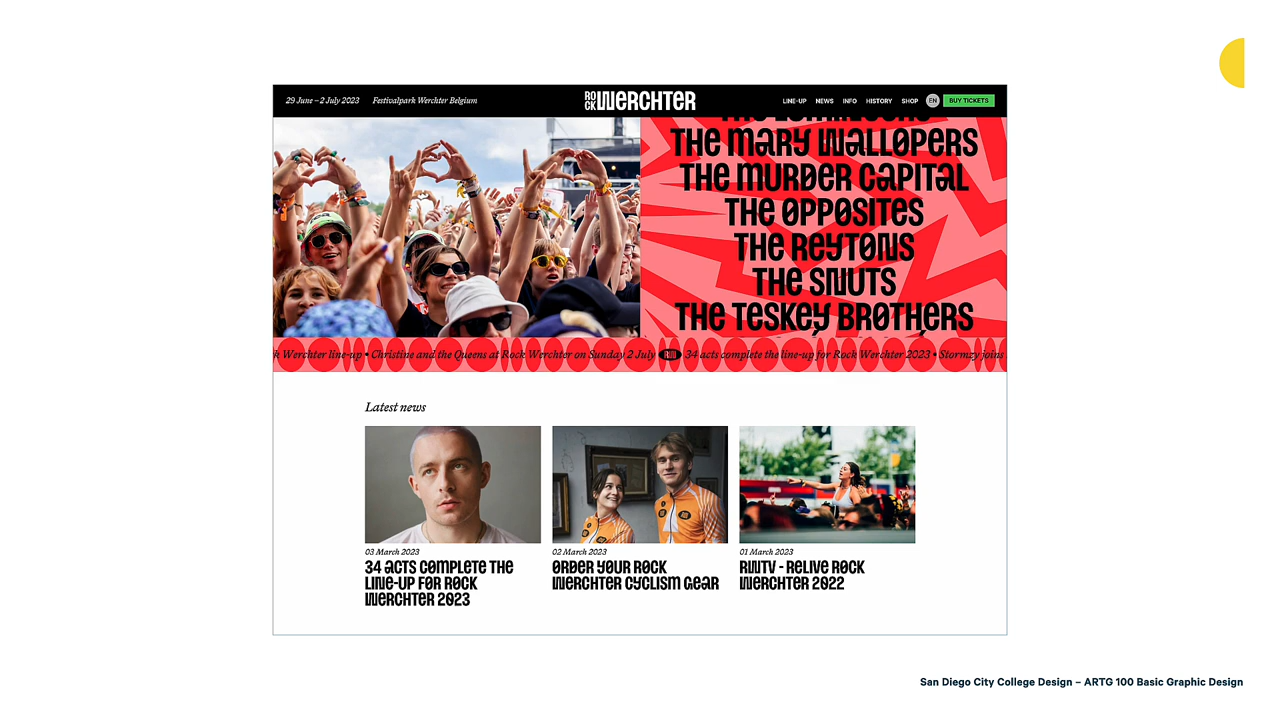 29 June – 2 July 2023 Festivalpark Werchter Belgium
ROCK WERCHTER
LINE-UP NEWS INFO HISTORY SHOP EN BUY TICKETS
THE MARY WALLOPERS
THE MURDER CAPITAL
THE OPPOSITES
THE REYTONS
THE SNUTS
THE TESKEY BROTHERS
k Werchter line-up • Christine and the Queens at Rock Werchter on Sunday 2 July RW 34 acts complete the line-up for Rock Werchter 2023 • Stormzy joins
Latest news
03 March 2023
34 ACTS COMPLETE THE
LINE-UP FOR ROCK
WERCHTER 2023
02 March 2023
ORDER YOUR ROCK
WERCHTER CYCLISM GEAR
01 March 2023
RWTV - RELIVE ROCK
WERCHTER 2022
San Diego City College Design – ARTG 100 Basic Graphic Design